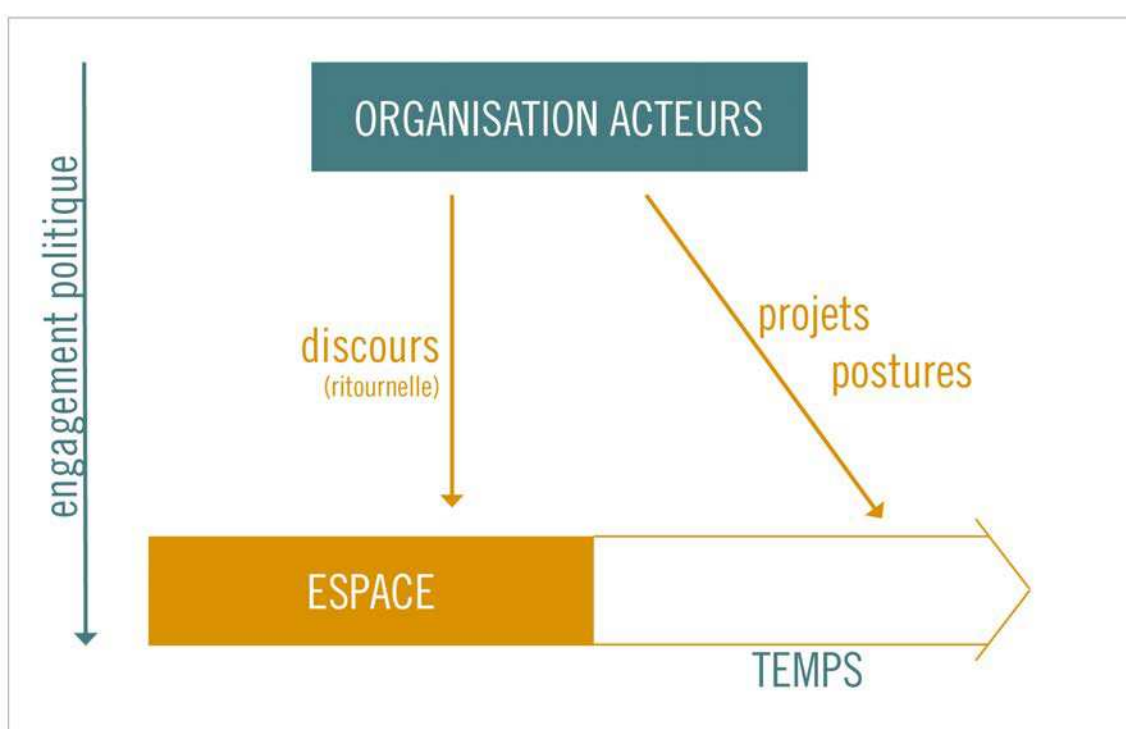 ORGANISATION ACTEURS
engagement politique
discours
(ritournelle)
projets
postures
ESPACE
TEMPS